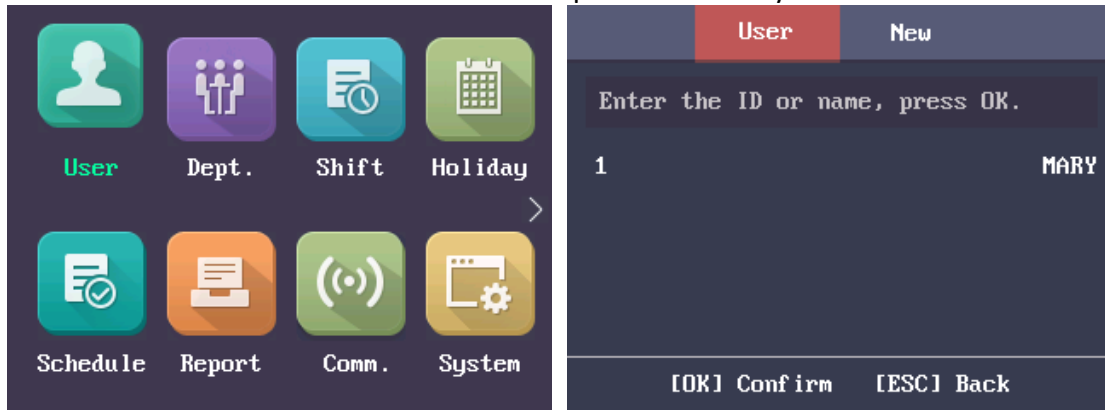 User Dept. Shift Holiday
Schedule Report Comm. System
User New
Enter the ID or name, press OK.
1 MARY
[OK] Confirm [ESC] Back